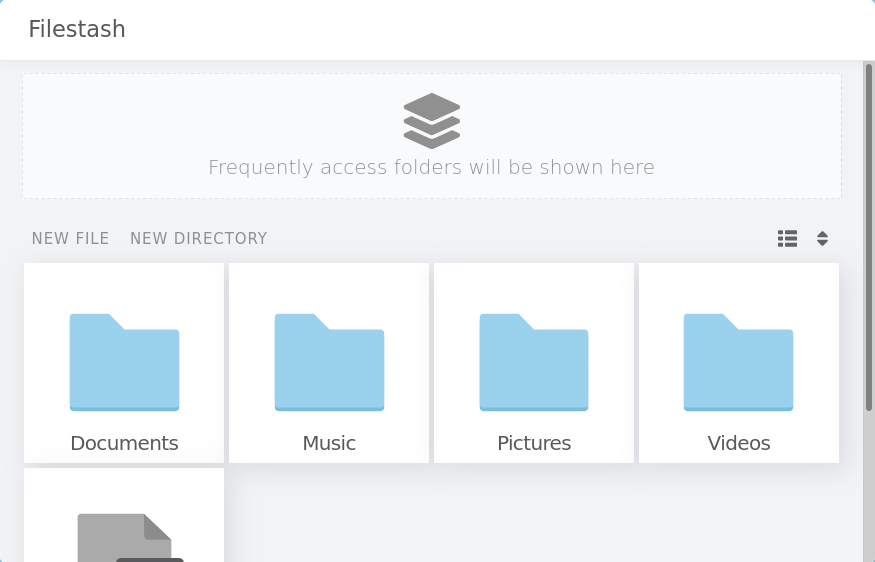 Filestash
Frequently access folders will be shown here
NEW FILE
NEW DIRECTORY
Documents
Music
Pictures
Videos